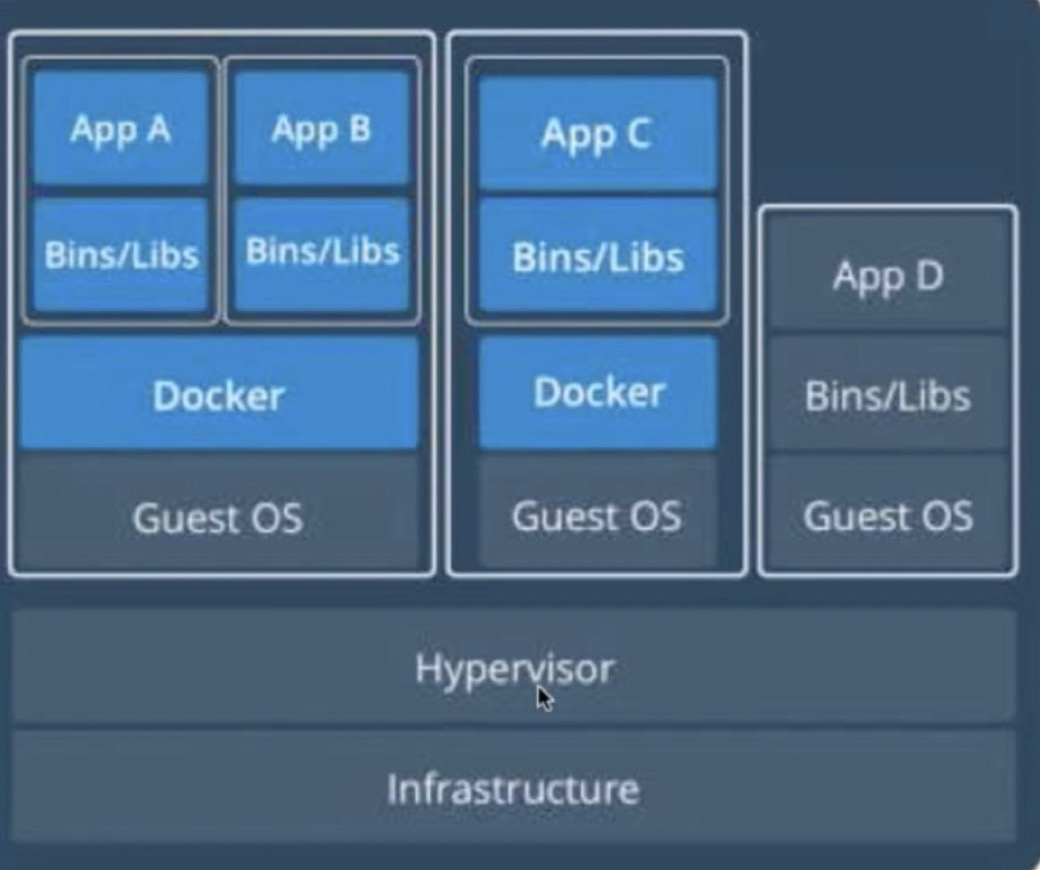 App A
App B
App C
Bins/Libs
Bins/Libs
Bins/Libs
App D
Docker
Docker
Bins/Libs
Guest OS
Guest OS
Guest OS
Hypervisor
Infrastructure